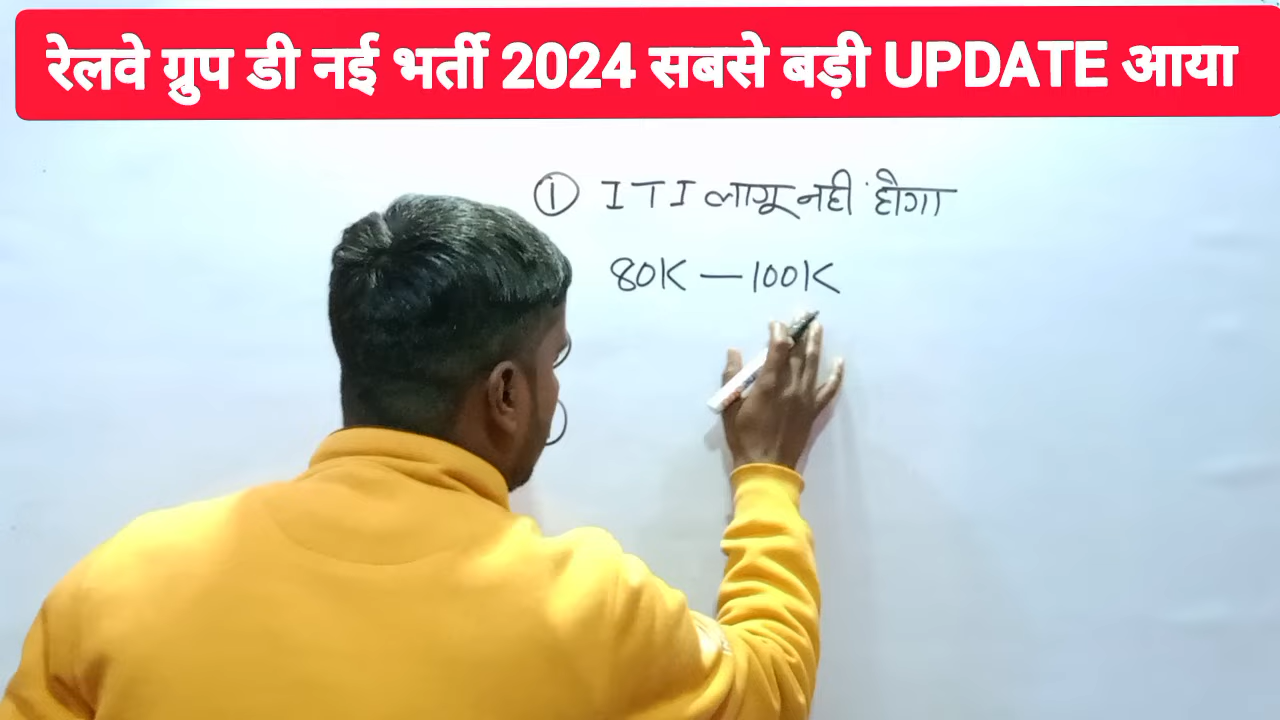 रेलवे ग्रुप डी नई भर्ती 2024 सबसे बड़ी UPDATE आया
① ITI लागू नही होगा
80K — 100K